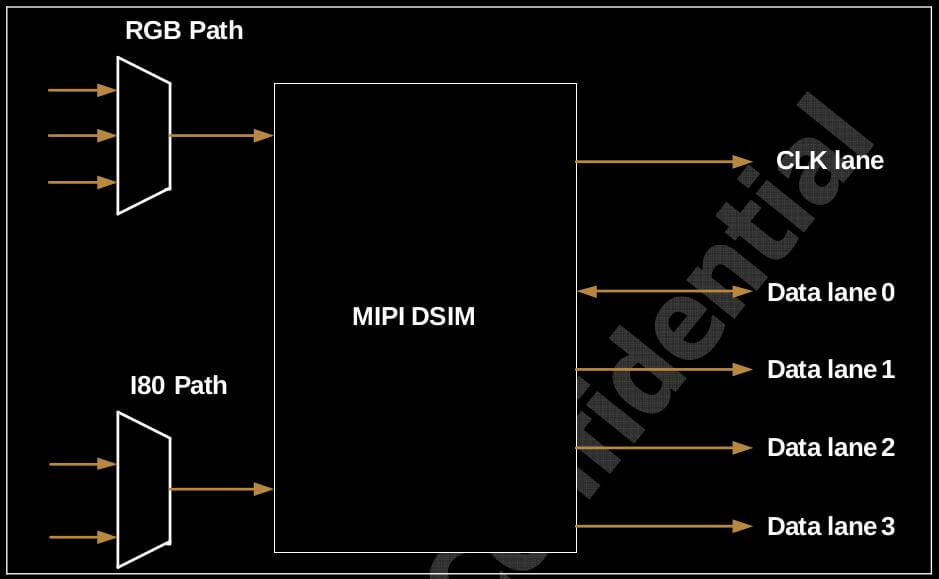 RGB Path
CLK lane
Data lane 0
MIPI DSIM
Data lane 1
I80 Path
Data lane 2
Data lane 3
Confidential